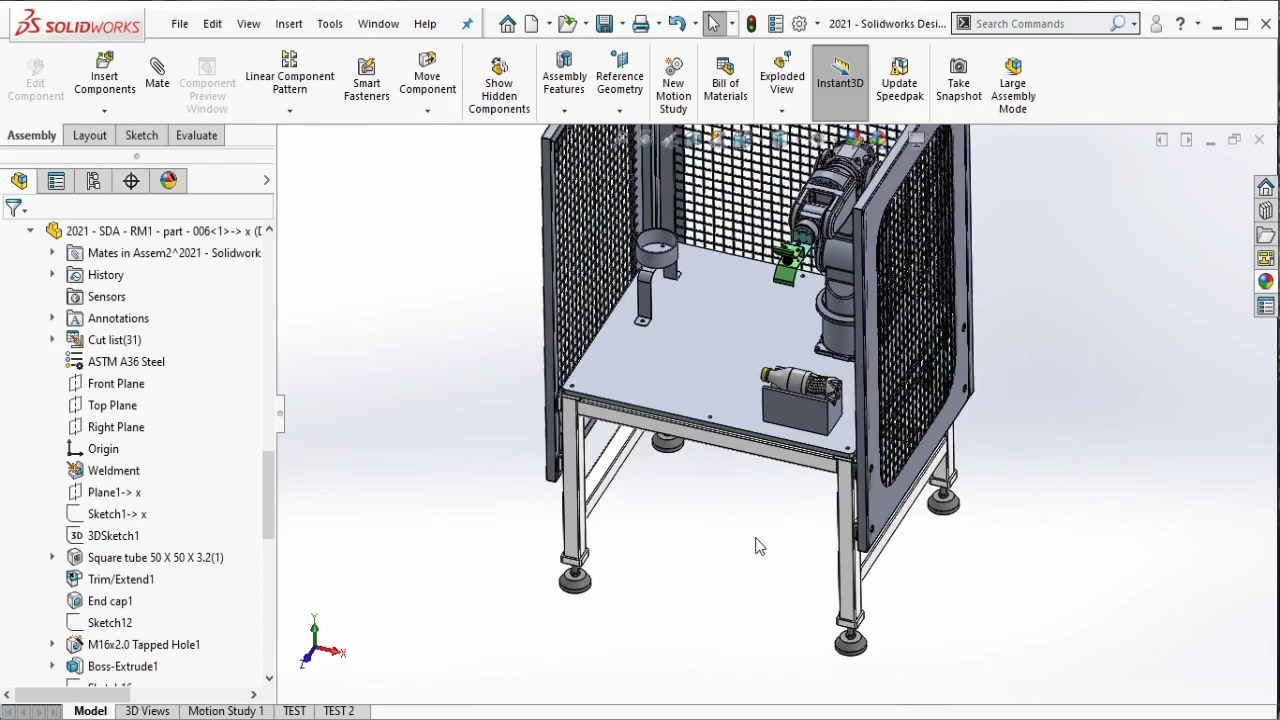 SOLIDWORKS
File Edit View Insert Tools Window Help
2021 - Solidworks Desi...
Search Commands
Edit Component
Insert Components
Mate
Component Preview Window
Linear Component Pattern
Smart Fasteners
Move Component
Show Hidden Components
Assembly Features
Reference Geometry
New Motion Study
Bill of Materials
Exploded View
Instant3D
Update Speedpak
Take Snapshot
Large Assembly Mode
Assembly Layout Sketch Evaluate
2021 - SDA - RM1 - part - 006<1>-> x (D
Mates in Assem2^2021 - Solidwork
History
Sensors
Annotations
Cut list(31)
ASTM A36 Steel
Front Plane
Top Plane
Right Plane
Origin
Weldment
Plane1-> x
Sketch1-> x
3D 3DSketch1
Square tube 50 X 50 X 3.2(1)
Trim/Extend1
End cap1
Sketch12
M16x2.0 Tapped Hole1
Boss-Extrude1
Y
X
Z
Model 3D Views Motion Study 1 TEST TEST 2